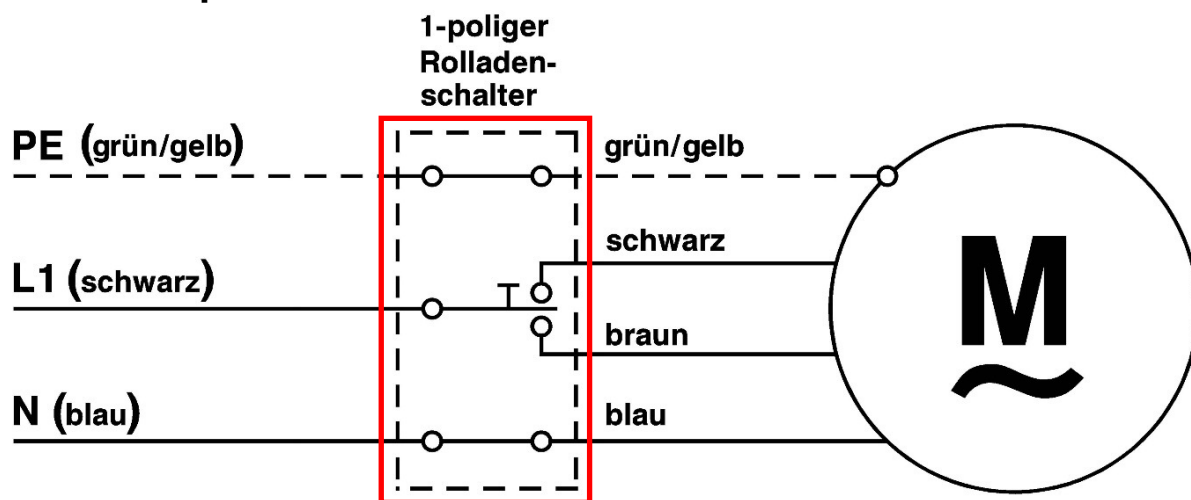 1-poliger
Rolladen-
schalter
PE (grün/gelb)
grün/gelb
schwarz
L1 (schwarz)
braun
N (blau)
blau
M